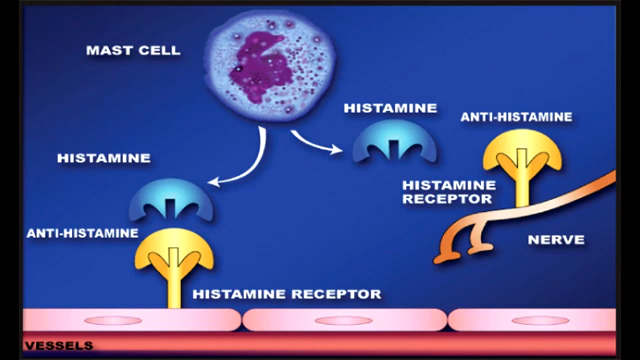 MAST CELL
HISTAMINE
ANTI-HISTAMINE
HISTAMINE
HISTAMINE
RECEPTOR
ANTI-HISTAMINE
NERVE
HISTAMINE RECEPTOR
VESSELS